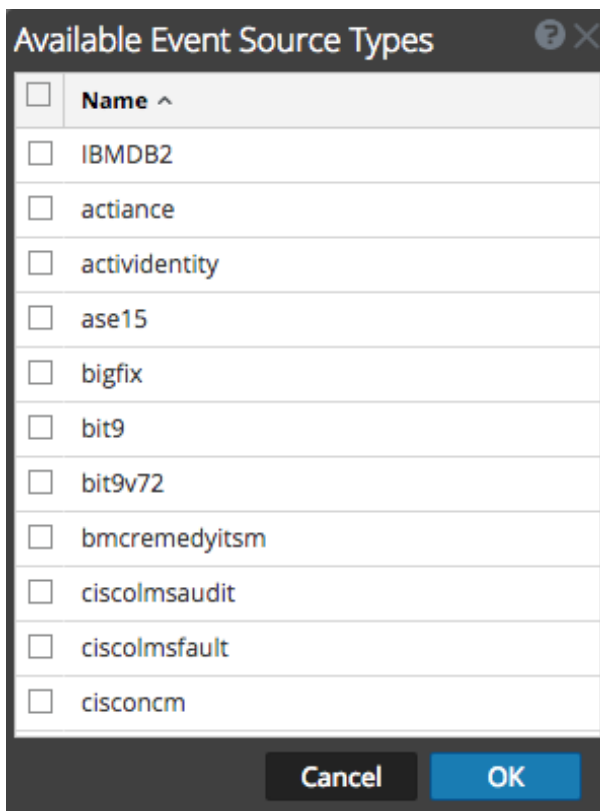 Available Event Source Types
Name
IBMDB2
actiance
actividentity
ase15
bigfix
bit9
bit9v72
bmcremedyitsm
ciscolmsaudit
ciscolmsfault
cisconcm
Cancel OK